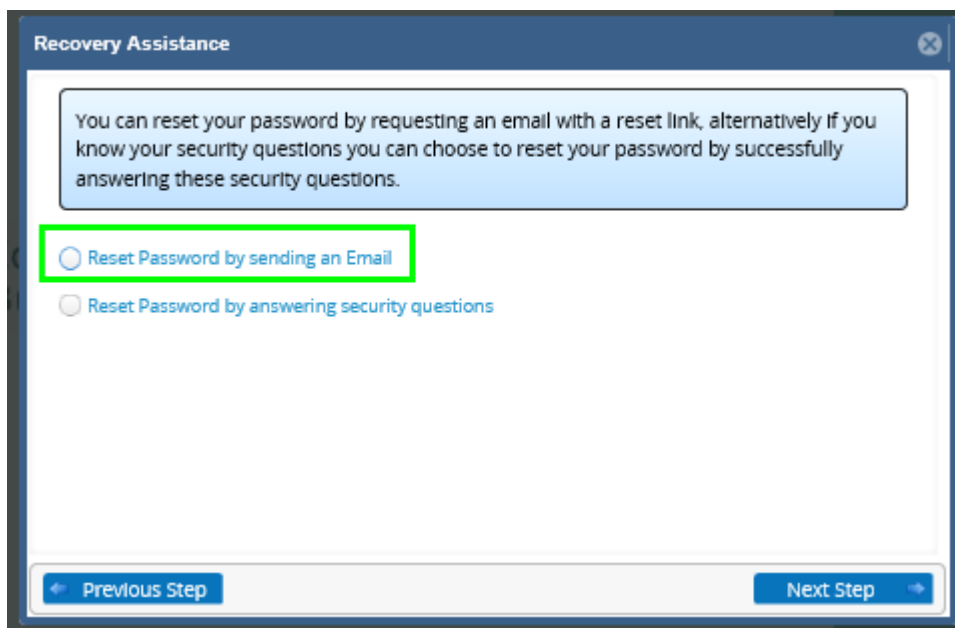 Recovery Assistance
You can reset your password by requesting an email with a reset link, alternatively if you
know your security questions you can choose to reset your password by successfully
answering these security questions.
Reset Password by sending an Email
Reset Password by answering security questions
Previous Step
Next Step